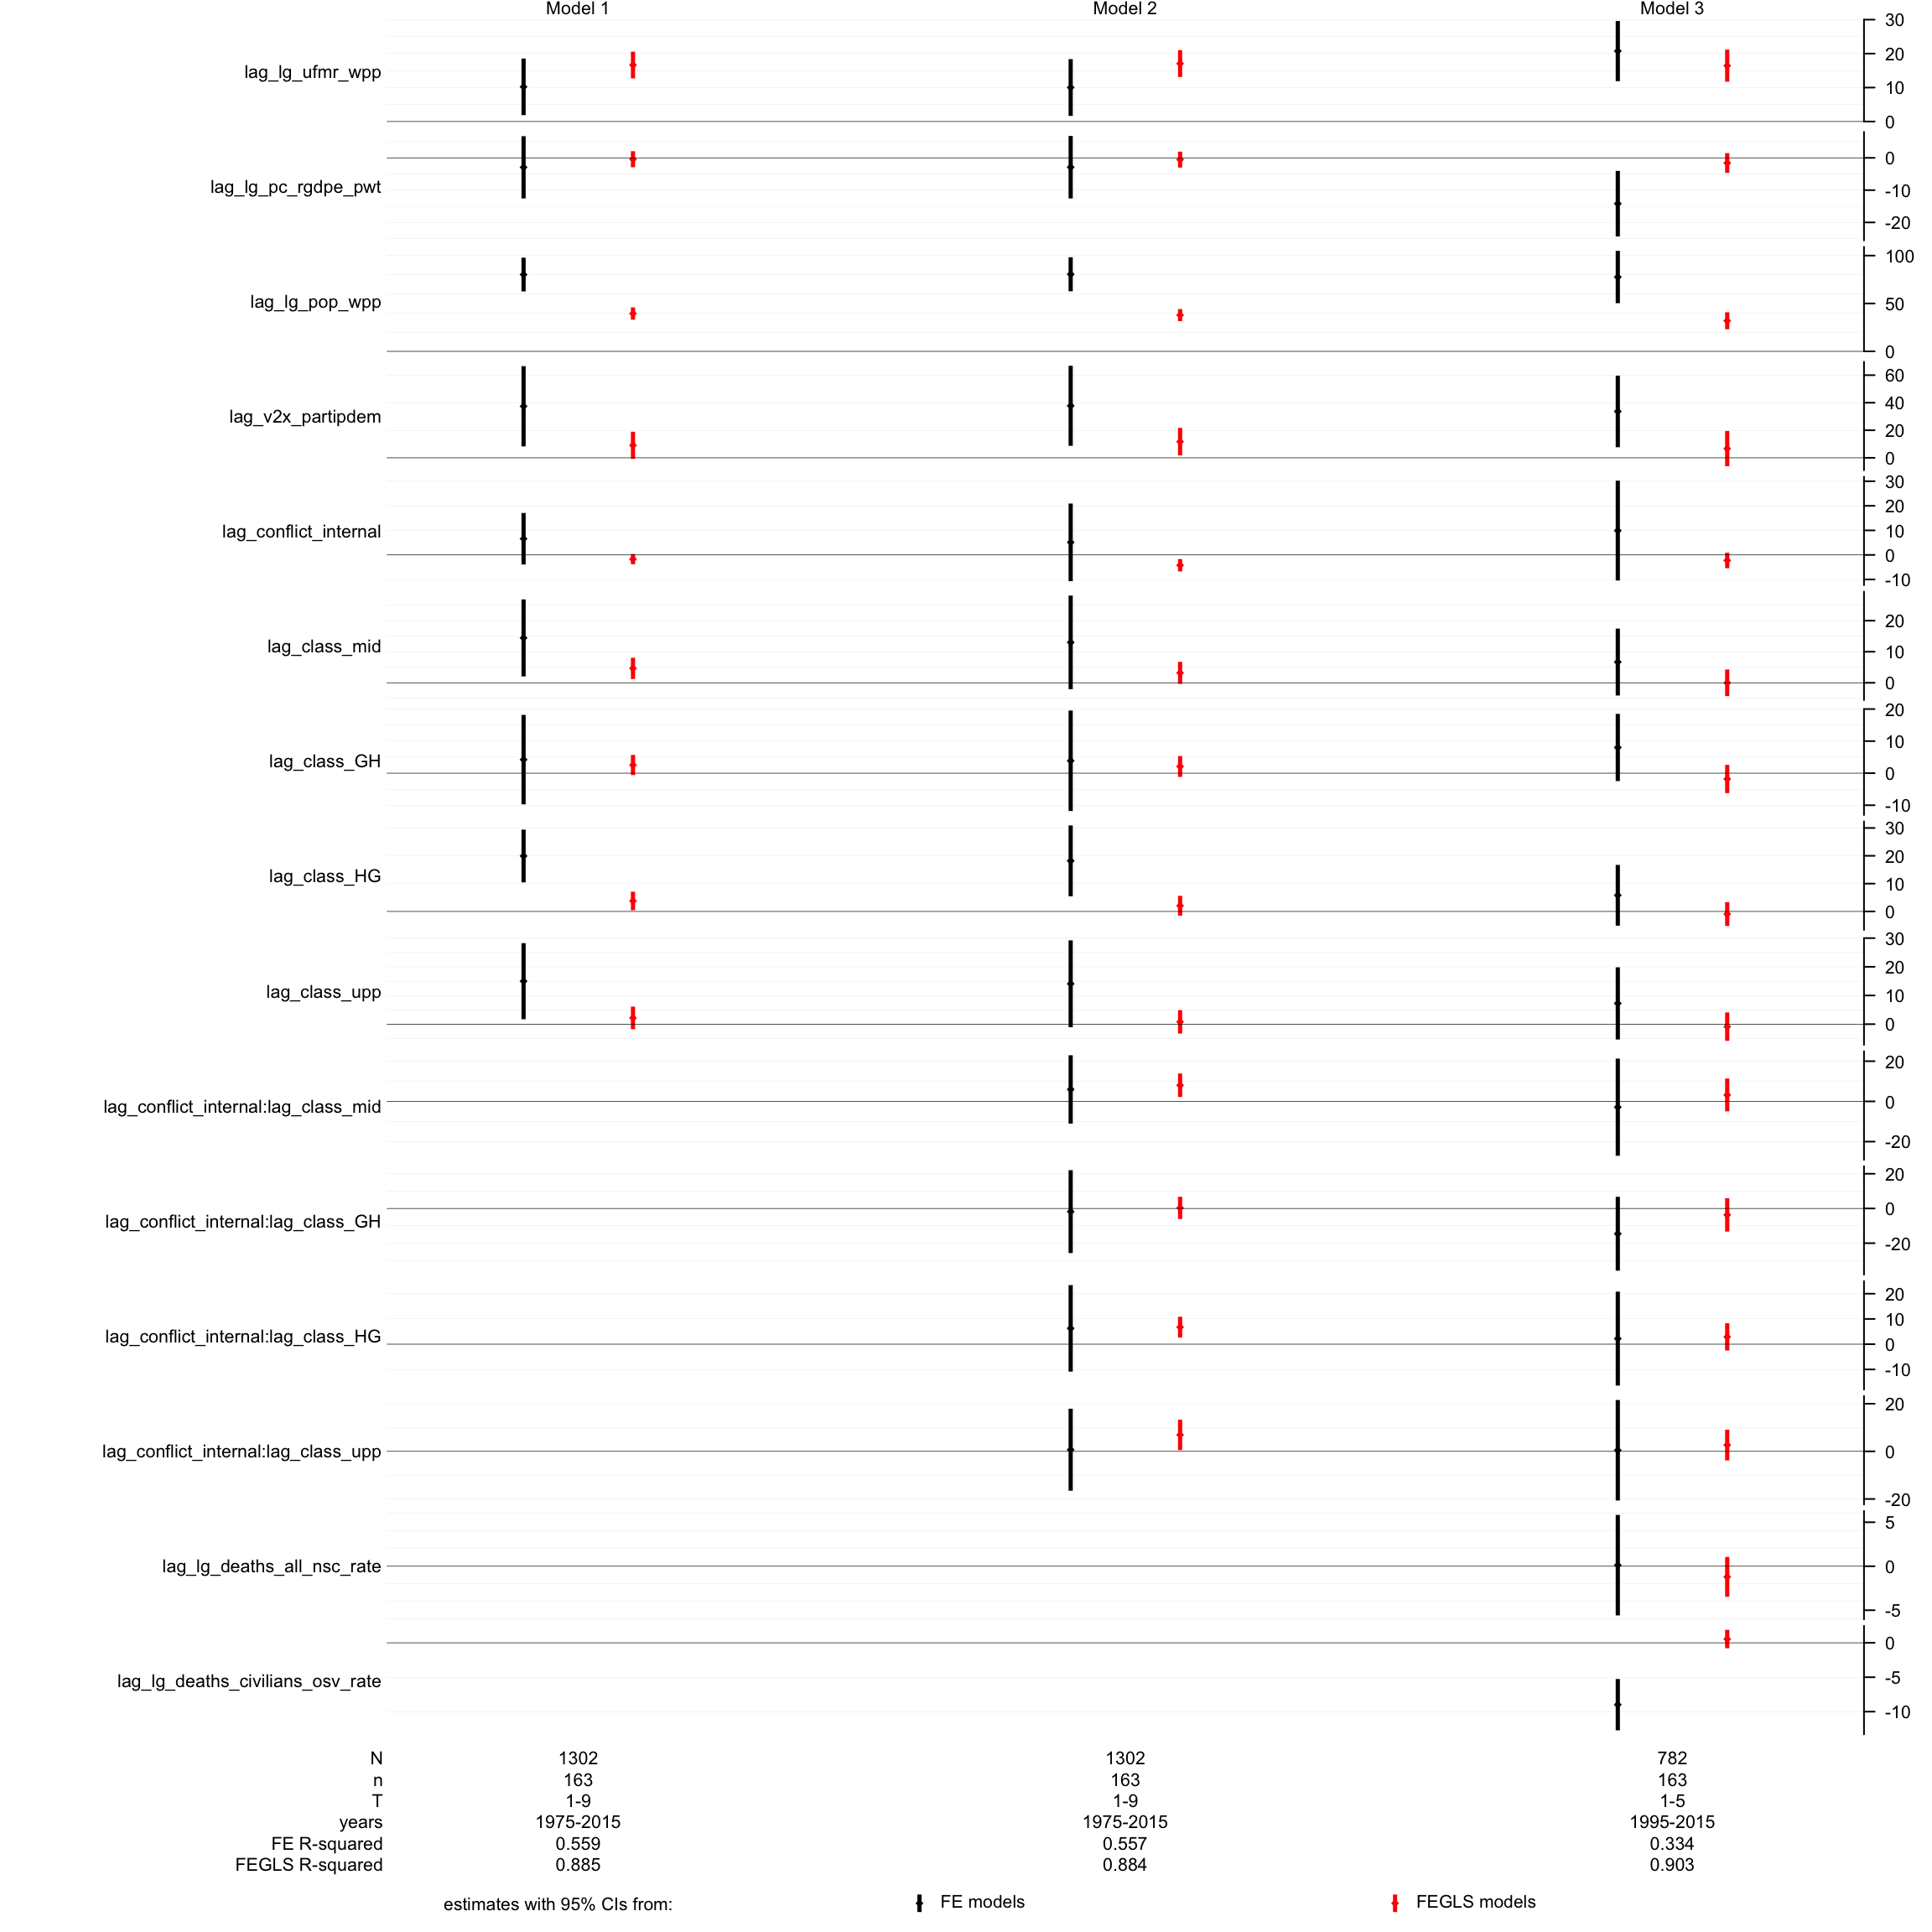 Model 1 Model 2 Model 3
lag_lg_ufmr_wpp
30
20
10
0
lag_lg_pc_rgdpe_pwt
0
-10
-20
lag_lg_pop_wpp
100
50
0
lag_v2x_partipdem
60
40
20
0
lag_conflict_internal
30
20
10
0
-10
lag_class_mid
20
10
0
lag_class_GH
20
10
0
-10
lag_class_HG
30
20
10
0
lag_class_upp
30
20
10
0
lag_conflict_internal:lag_class_mid
20
0
-20
lag_conflict_internal:lag_class_GH
20
0
-20
lag_conflict_internal:lag_class_HG
20
10
0
-10
lag_conflict_internal:lag_class_upp
20
0
-20
lag_lg_deaths_all_nsc_rate
5
0
-5
lag_lg_deaths_civilians_osv_rate
0
-5
-10
N 1302 1302 782
n 163 163 163
T 1-9 1-9 1-5
years 1975-2015 1975-2015 1995-2015
FE R-squared 0.559 0.557 0.334
FEGLS R-squared 0.885 0.884 0.903
estimates with 95% CIs from: FE models FEGLS models